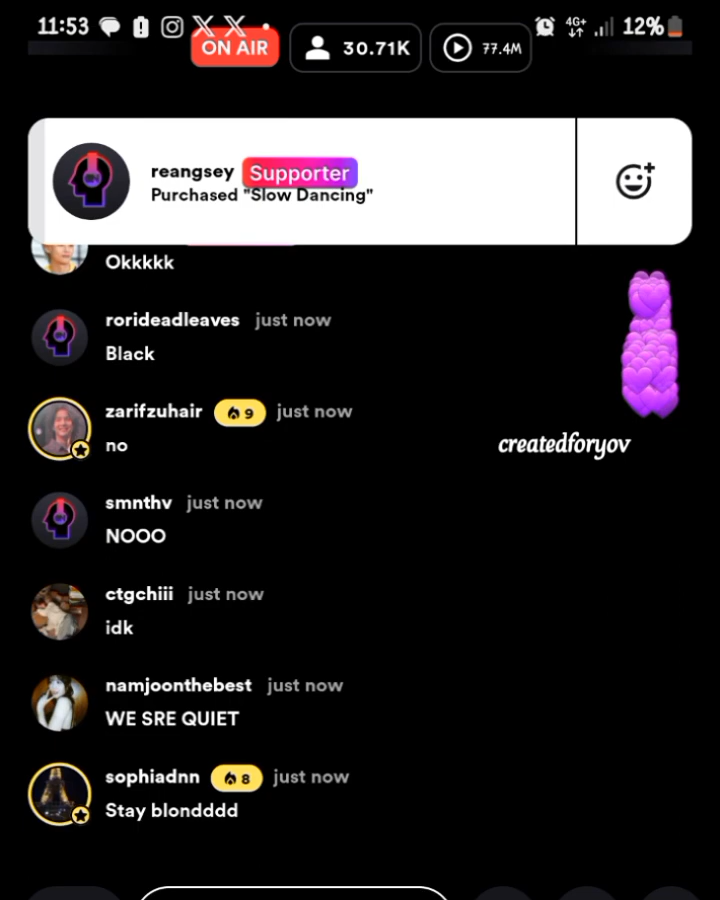 11:53
4G+
12%
ON AIR
30.71K
77.4M
reangsey Supporter
Purchased "Slow Dancing"
Okkkkk
rorideadleaves just now
Black
zarifzuhair 9 just now
no
createdforyov
smnthv just now
NOOO
ctgchiii just now
idk
namjoonthebest just now
WE SRE QUIET
sophiadnn 8 just now
Stay blondddd